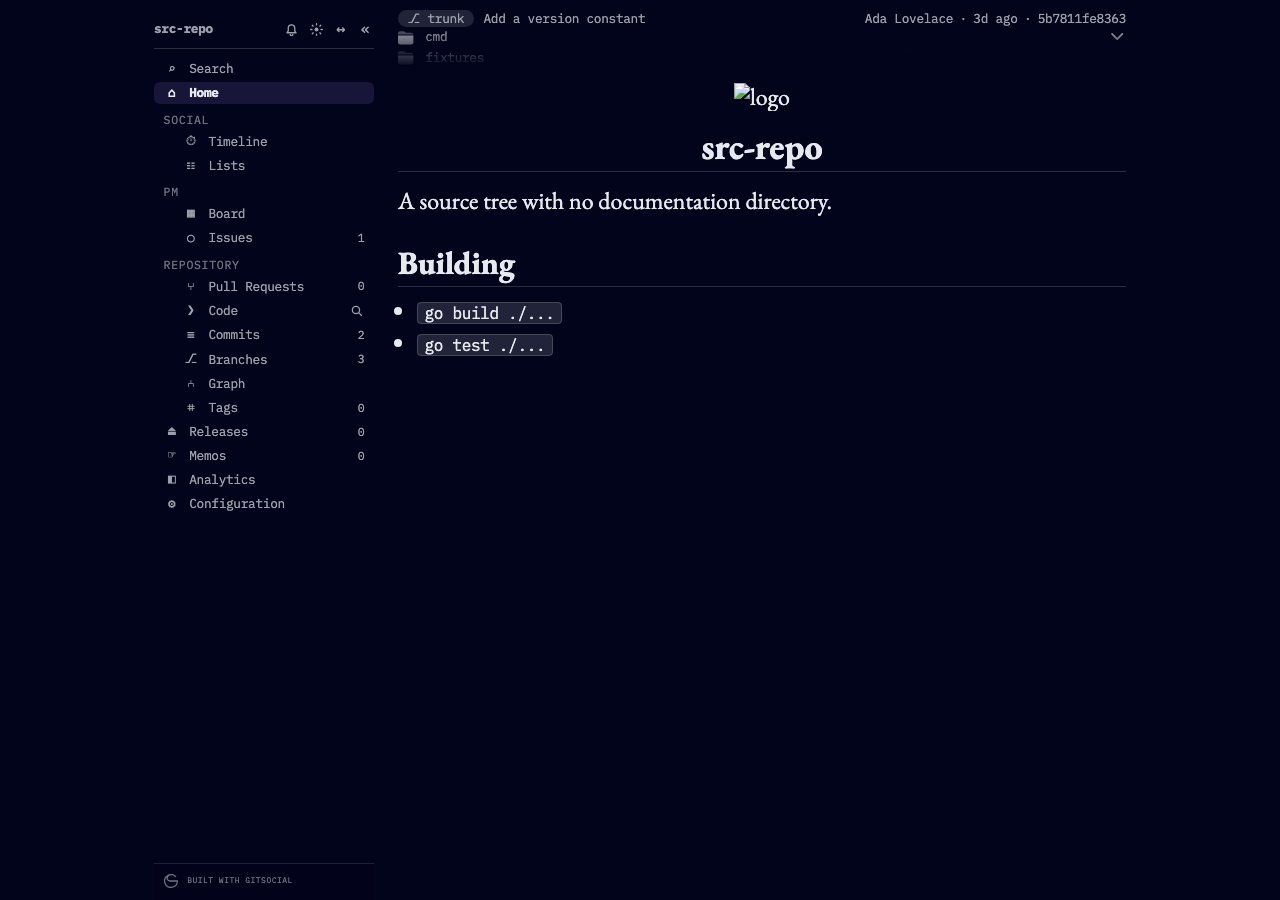 src-repo
Search
Home
SOCIAL
Timeline
Lists
PM
Board
Issues 1
REPOSITORY
Pull Requests 0
Code
Commits 2
Branches 3
Graph
Tags 0
Releases 0
Memos 0
Analytics
Configuration
BUILT WITH GITSOCIAL
trunk Add a version constant Ada Lovelace · 3d ago · 5b7811fe8363
cmd
fixtures
logo
src-repo
A source tree with no documentation directory.
Building
go build ./...
go test ./...